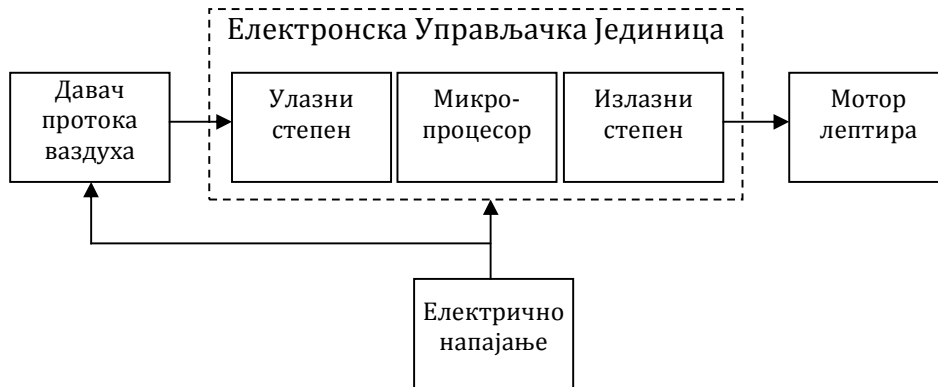 Електронска Управљачка Јединица
Давач
протока
ваздуха
Улазни
степен
Микро-
процесор
Излазни
степен
Мотор
лептира
Електрично
напајање